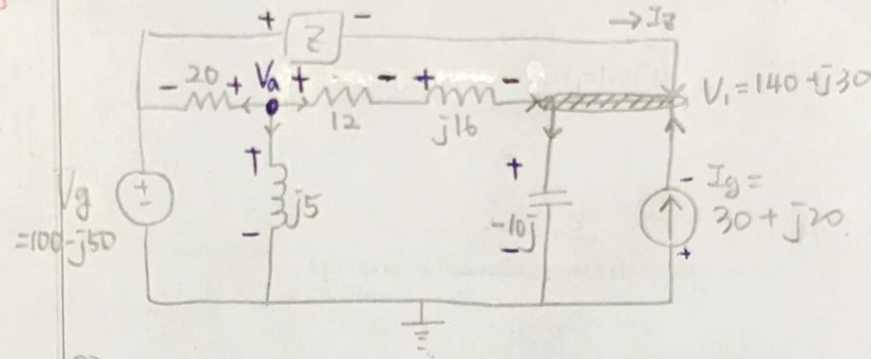 + Z - →IZ
- 20 + Va + - + - V₁=140+j30
12 j16
+ + - Ig=
Vg + - j5 -10j 30+j20.
=100-j50 - - +